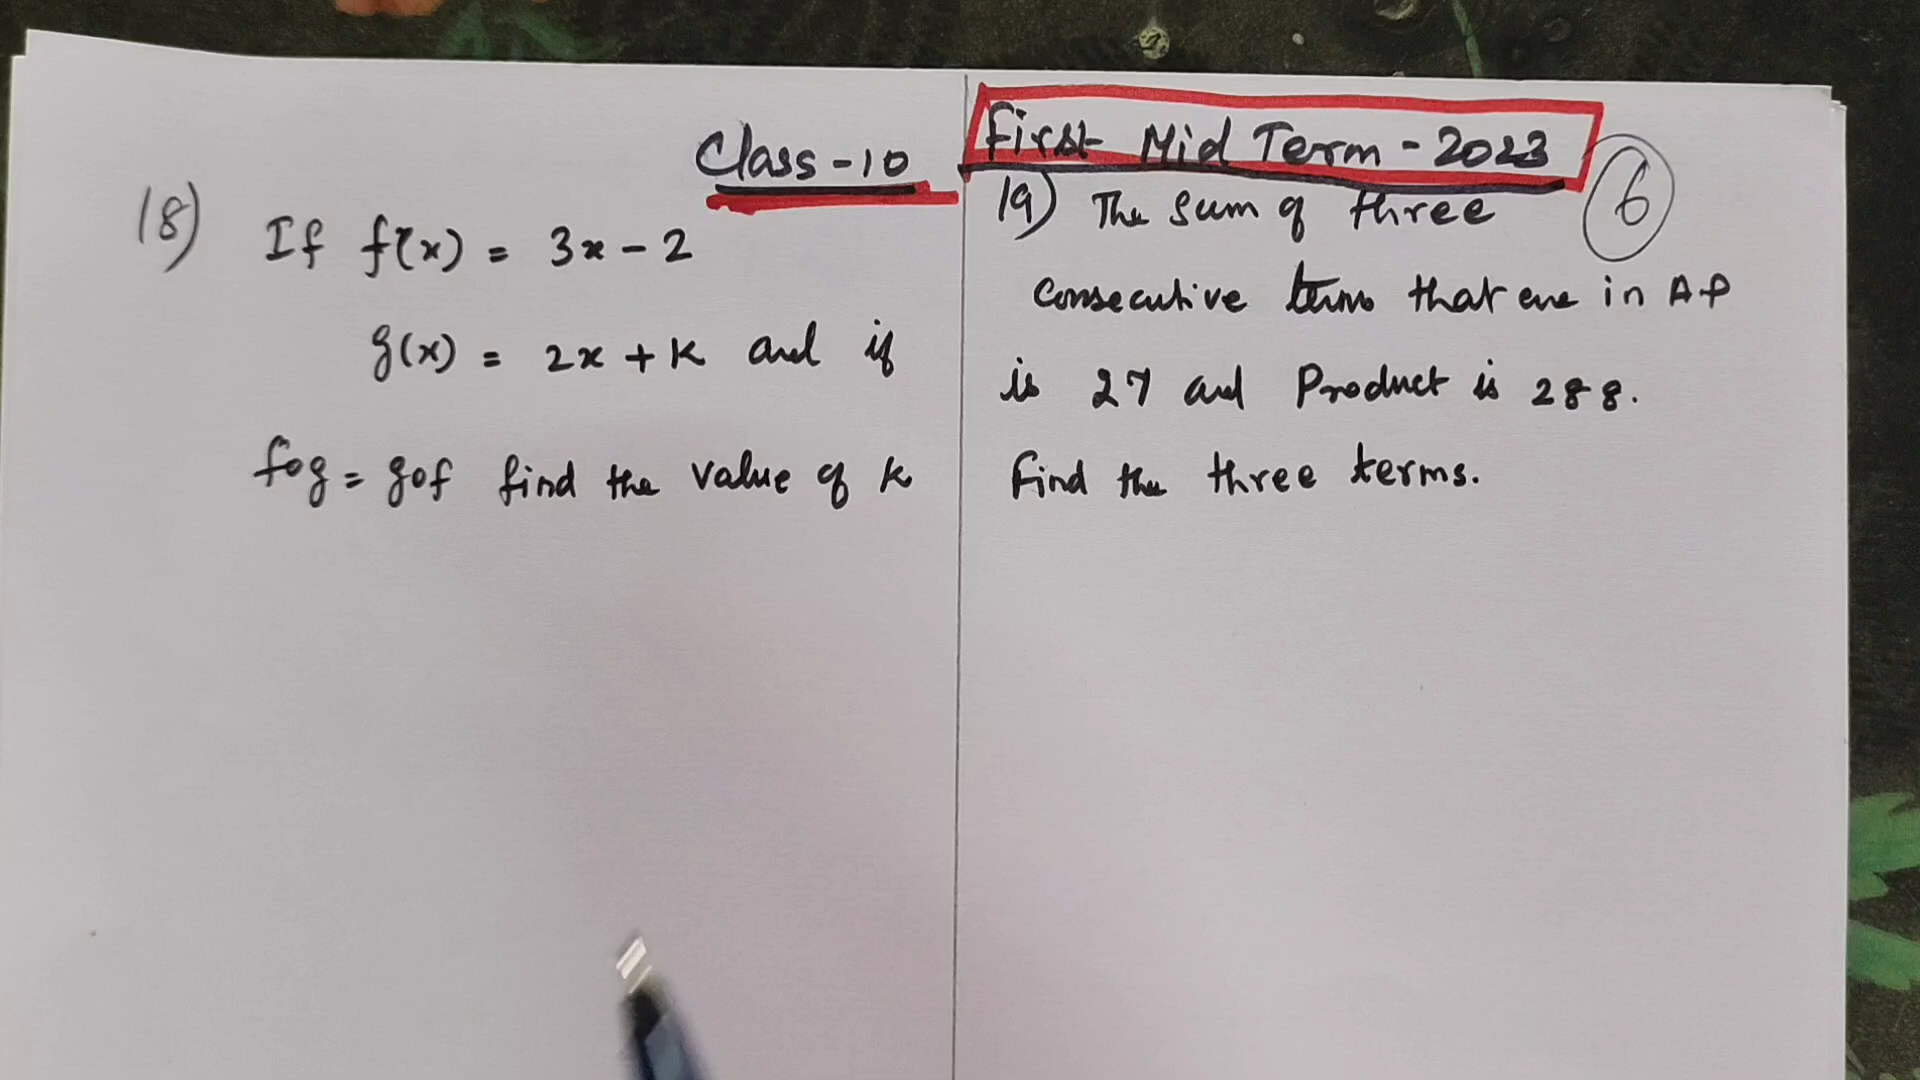 Class-10
18) If f(x) = 3x - 2
g(x) = 2x + k and if
fog = gof find the value of k
First Mid Term - 2023
6
19) The sum of three
Consecutive terms that are in A.P
is 27 and Product is 288.
Find the three terms.